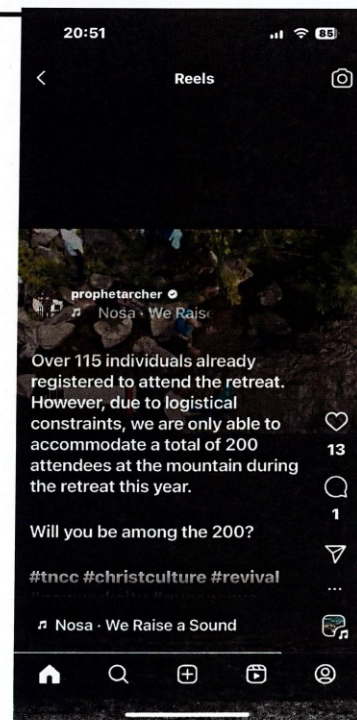 20:51
85
Reels
prophetarcher
Nosa · We Raise
Over 115 individuals already
registered to attend the retreat.
However, due to logistical
constraints, we are only able to
accommodate a total of 200
attendees at the mountain during
the retreat this year.
13
1
Will you be among the 200?
#tncc #christculture #revival
Nosa · We Raise a Sound